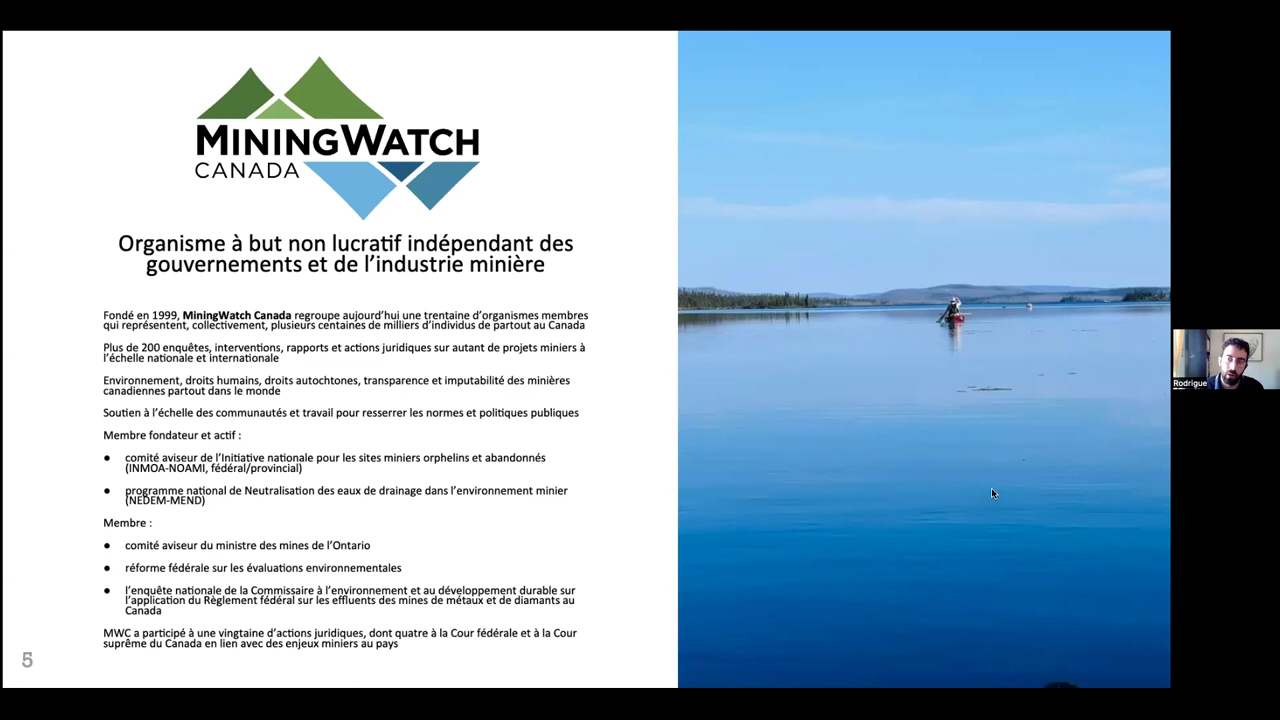 MININGWATCH
CANADA
Organisme à but non lucratif indépendant des
gouvernements et de l'industrie minière
Fondé en 1999, MiningWatch Canada regroupe aujourd'hui une trentaine d'organismes membres
qui représentent, collectivement, plusieurs centaines de milliers d'individus de partout au Canada
Plus de 200 enquêtes, interventions, rapports et actions juridiques sur autant de projets miniers à
l'échelle nationale et internationale
Environnement, droits humains, droits autochtones, transparence et imputabilité des minières
canadiennes partout dans le monde
Soutien à l'échelle des communautés et travail pour resserrer les normes et politiques publiques
Membre fondateur et actif :
● comité aviseur de l'Initiative nationale pour les sites miniers orphelins et abandonnés
(INMOA-NOAMI, fédéral/provincial)
● programme national de Neutralisation des eaux de drainage dans l'environnement minier
(NEDEM-MEND)
Membre :
● comité aviseur du ministre des mines de l'Ontario
● réforme fédérale sur les évaluations environnementales
● l'enquête nationale de la Commissaire à l'environnement et au développement durable sur
l'application du Règlement fédéral sur les effluents des mines de métaux et de diamants au
Canada
MWC a participé à une vingtaine d'actions juridiques, dont quatre à la Cour fédérale et à la Cour
suprême du Canada en lien avec des enjeux miniers au pays
5
Rodrigue